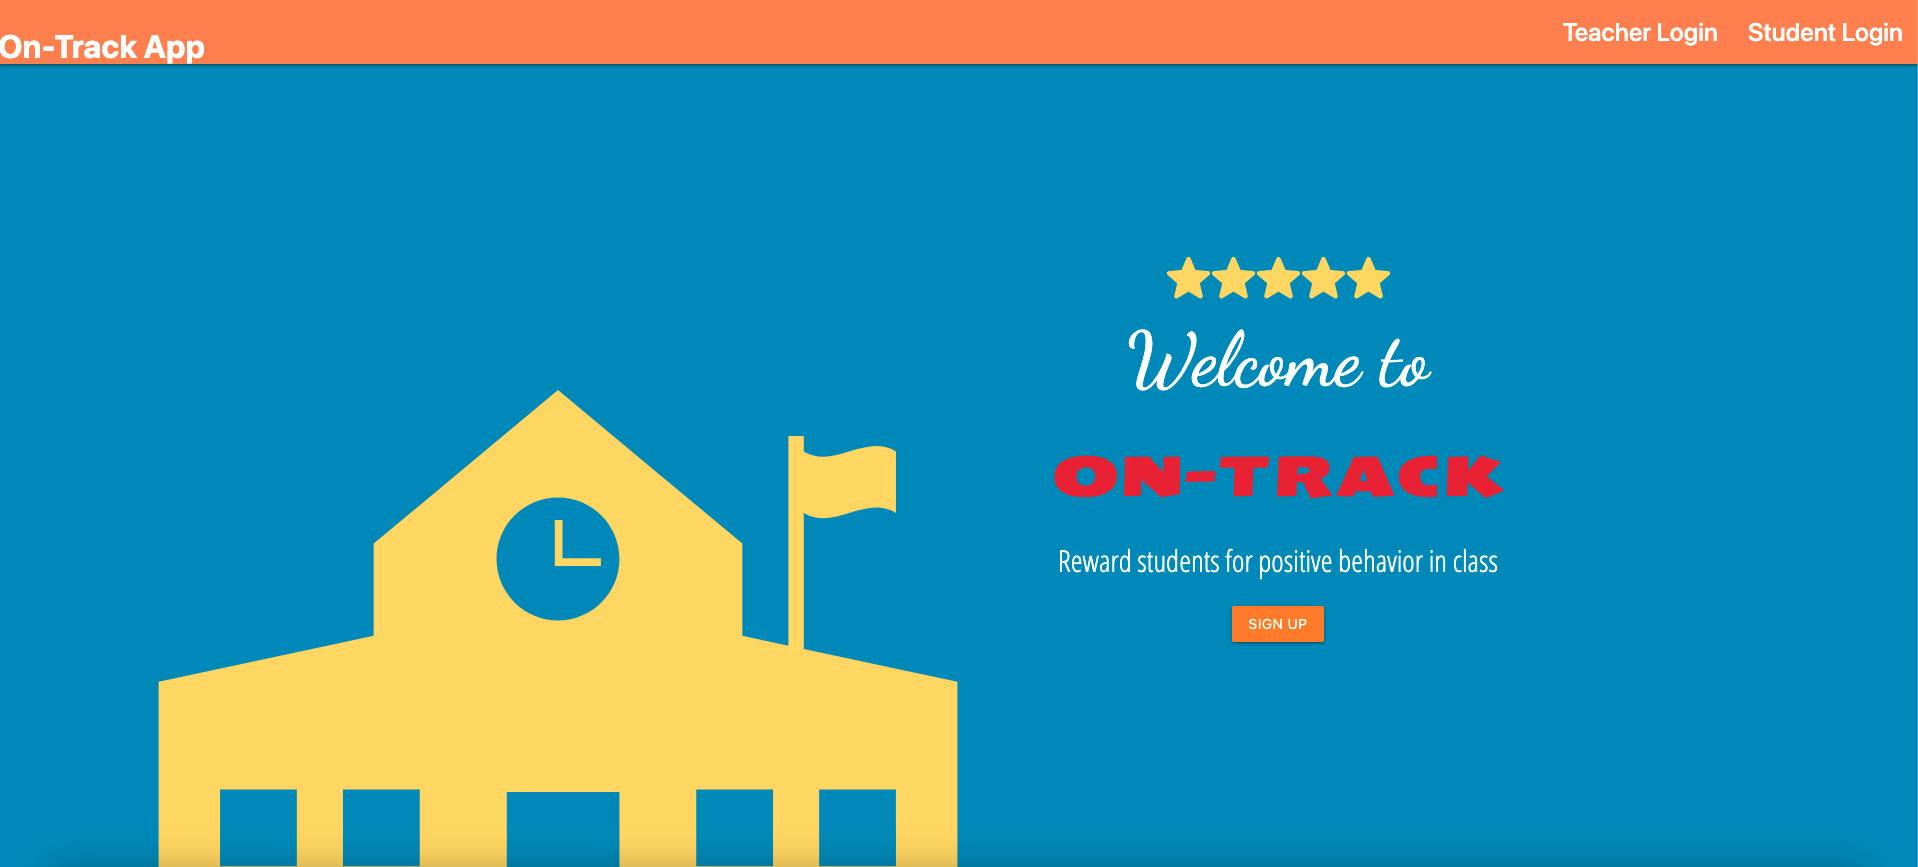 On-Track App
Teacher Login
Student Login
Welcome to
ON-TRACK
Reward students for positive behavior in class
SIGN UP